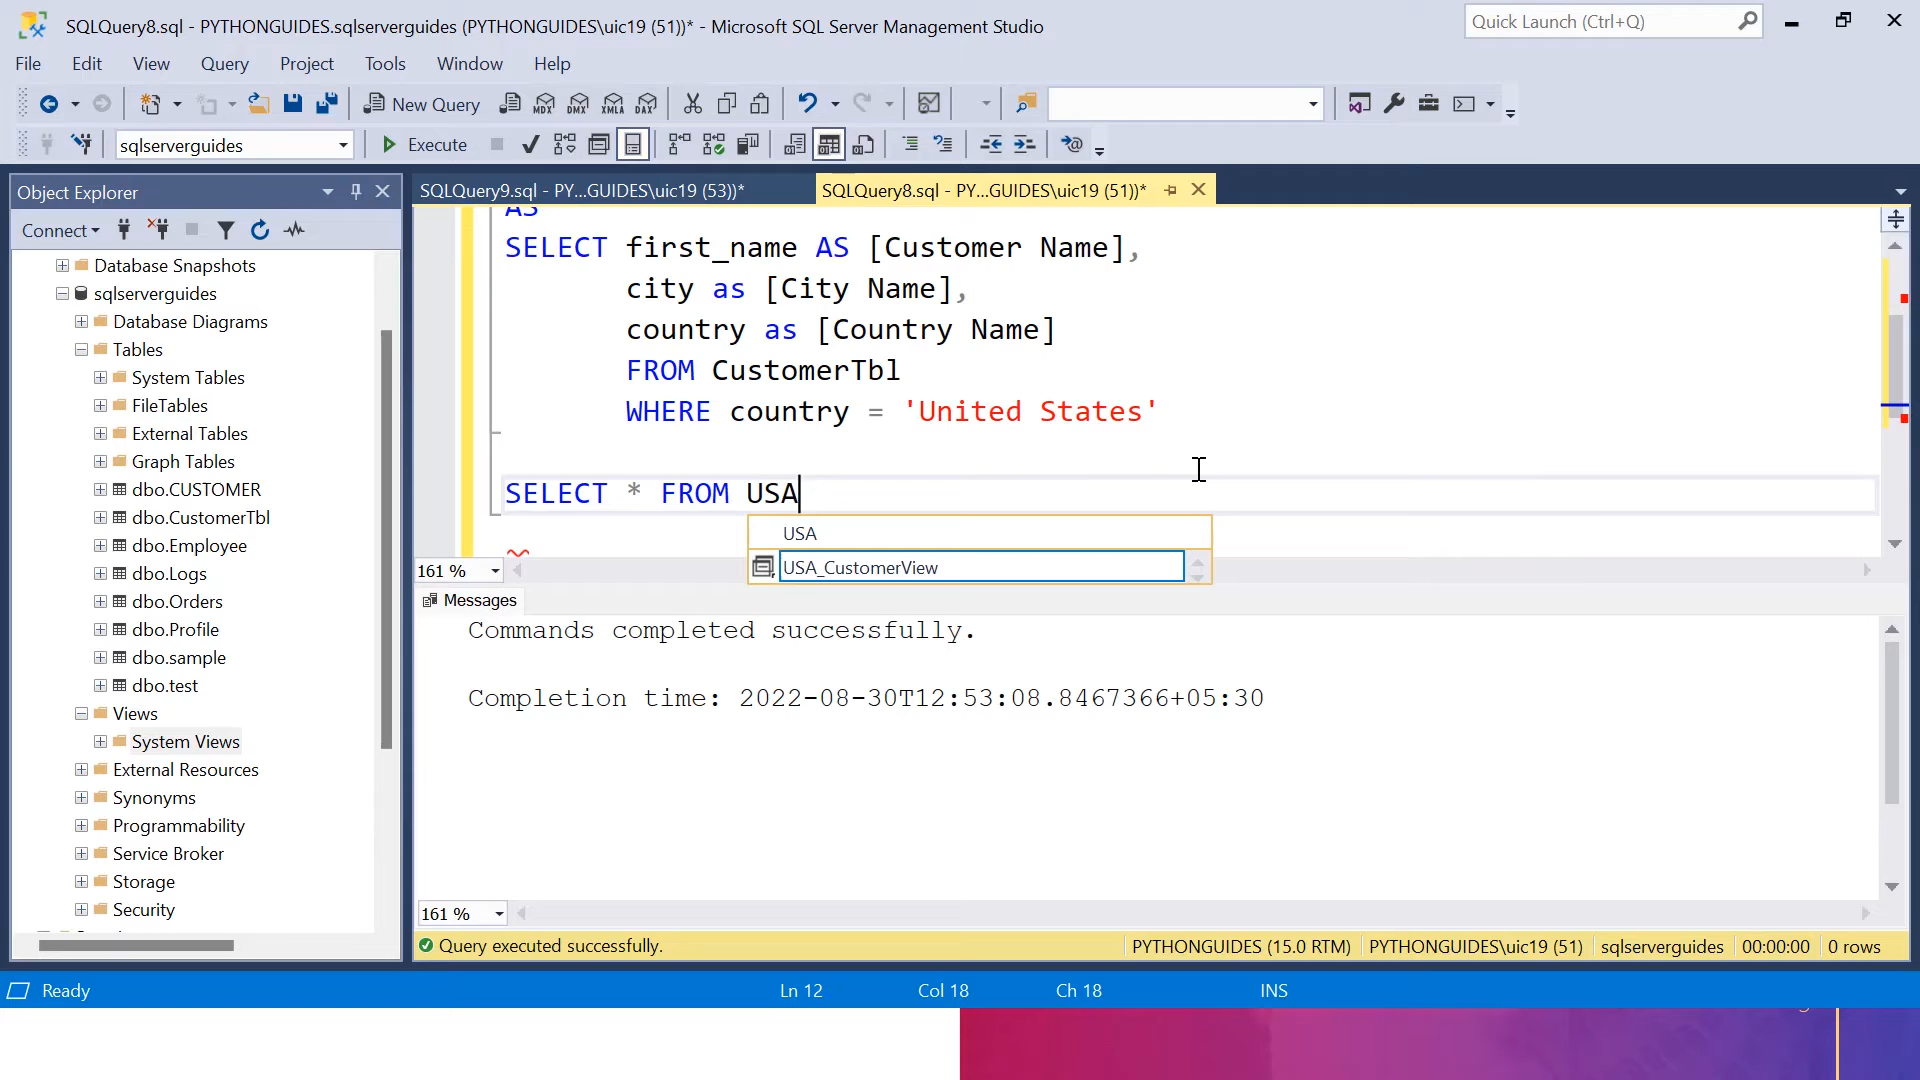 SQLQuery8.sql - PYTHONGUIDES.sqlserverguides (PYTHONGUIDES\uic19 (51))* - Microsoft SQL Server Management Studio
Quick Launch (Ctrl+Q)
File Edit View Query Project Tools Window Help
New Query MDX DMX XMLA DAX
sqlserverguides Execute
Object Explorer
Connect
Database Snapshots
sqlserverguides
Database Diagrams
Tables
System Tables
FileTables
External Tables
Graph Tables
dbo.CUSTOMER
dbo.CustomerTbl
dbo.Employee
dbo.Logs
dbo.Orders
dbo.Profile
dbo.sample
dbo.test
Views
System Views
External Resources
Synonyms
Programmability
Service Broker
Storage
Security
SQLQuery9.sql - PY...GUIDES\uic19 (53))* SQLQuery8.sql - PY...GUIDES\uic19 (51))*
AS
SELECT first_name AS [Customer Name],
city as [City Name],
country as [Country Name]
FROM CustomerTbl
WHERE country = 'United States'
SELECT * FROM USA
USA
USA_CustomerView
161 %
Messages
Commands completed successfully.
Completion time: 2022-08-30T12:53:08.8467366+05:30
161 %
Query executed successfully. PYTHONGUIDES (15.0 RTM) PYTHONGUIDES\uic19 (51) sqlserverguides 00:00:00 0 rows
Ready Ln 12 Col 18 Ch 18 INS